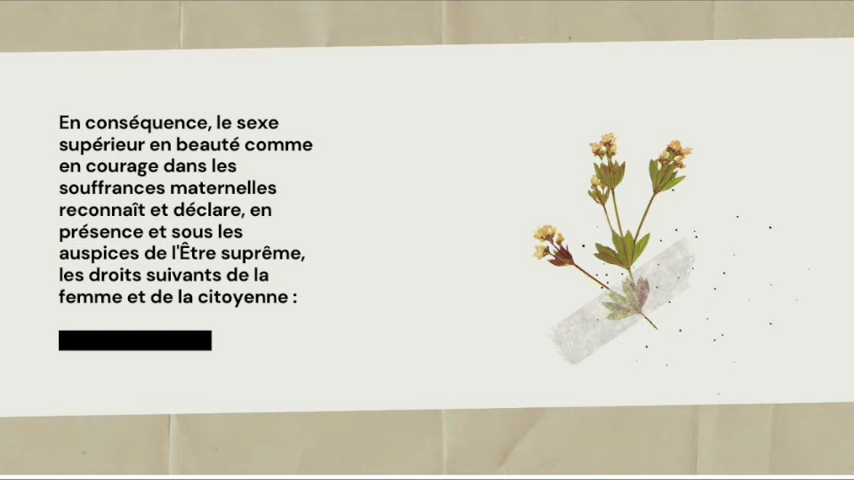 En conséquence, le sexe
supérieur en beauté comme
en courage dans les
souffrances maternelles
reconnaît et déclare, en
présence et sous les
auspices de l'Être suprême,
les droits suivants de la
femme et de la citoyenne :